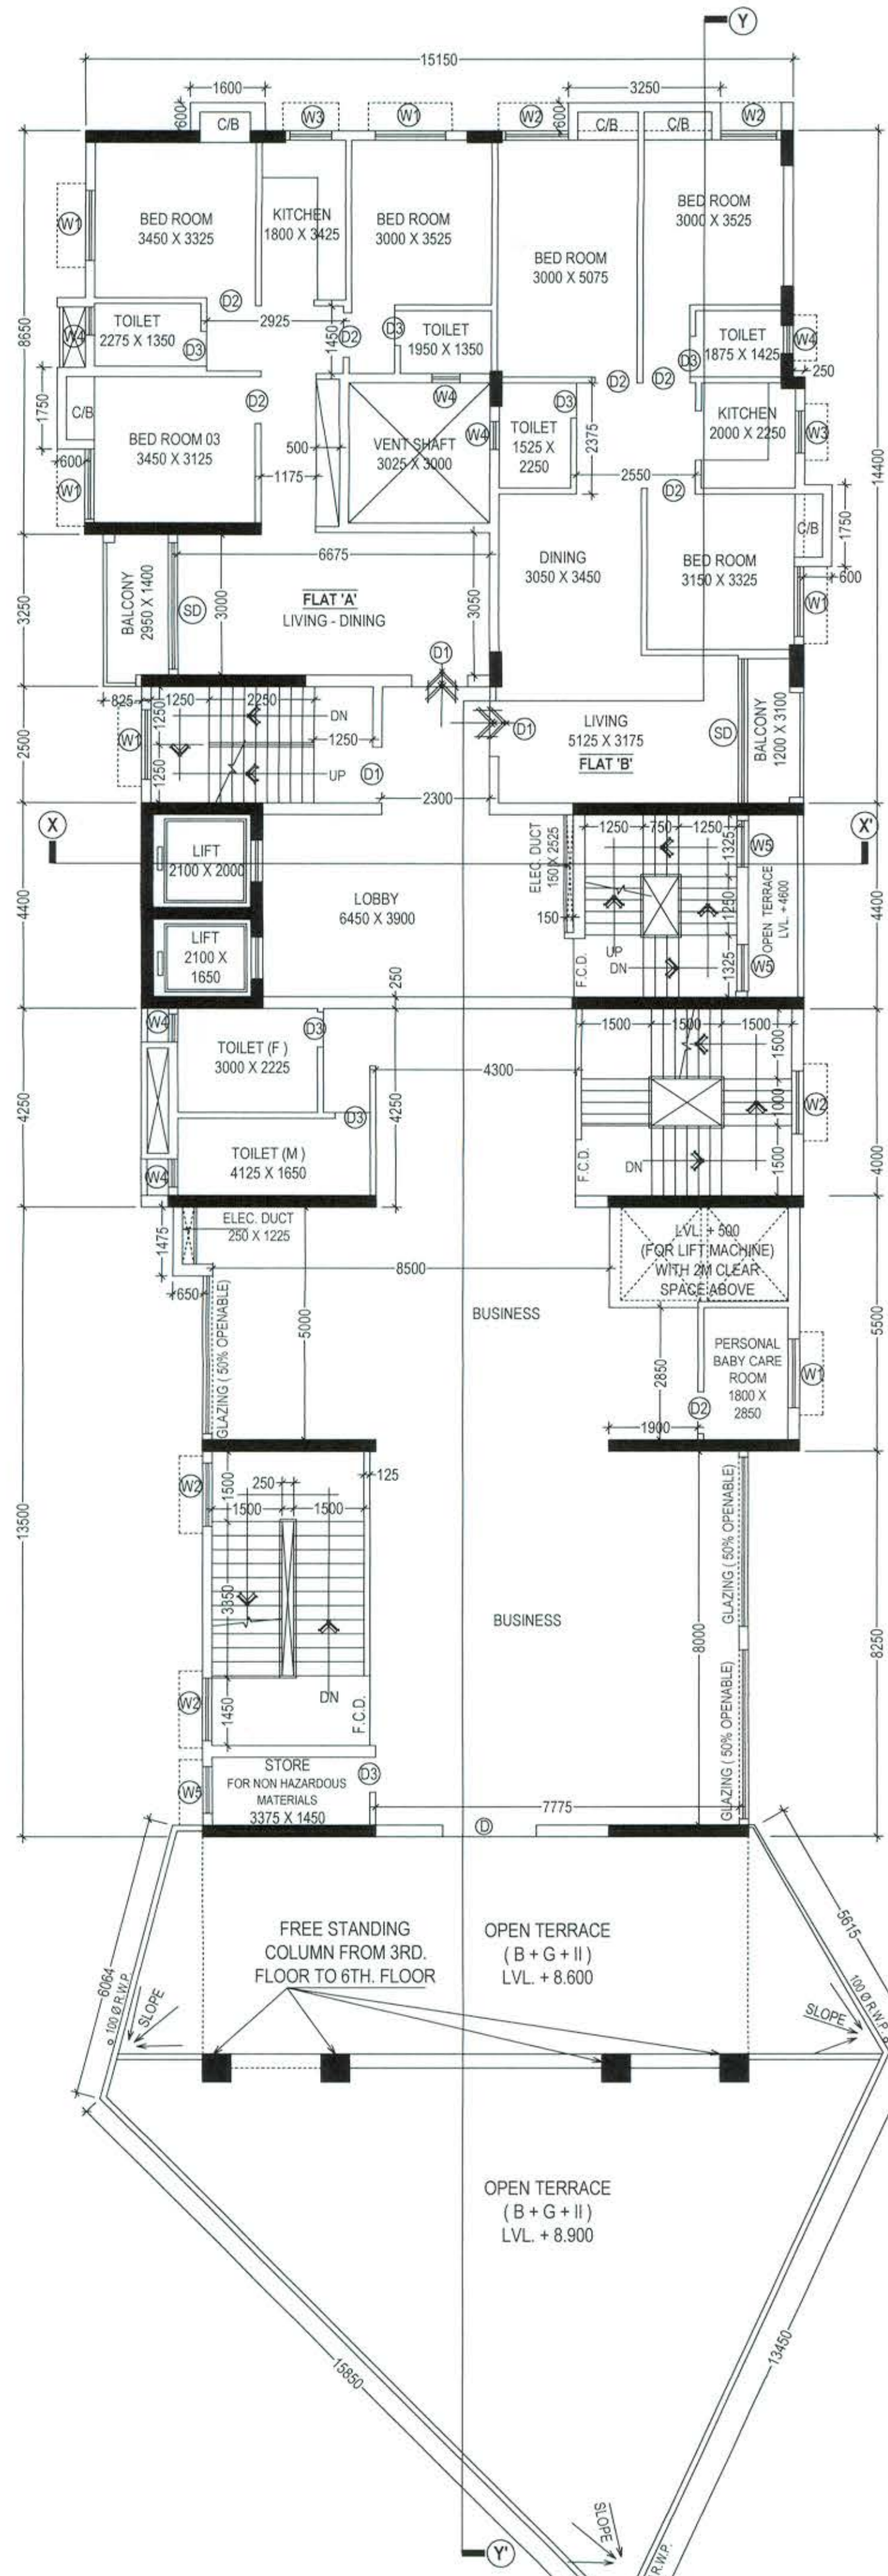 Y
15150
1600
3250
600
C/B
W3
W1
W2
600
C/B
C/B
W2
BED ROOM
3450 X 3325
KITCHEN
1800 X 3425
BED ROOM
3000 X 3525
BED ROOM
3000 X 5075
BED ROOM
3000 X 3525
W1
8650
D2
TOILET
2275 X 1350
2925
D3
W4
1450
D2
D3
TOILET
1950 X 1350
D3
TOILET
1875 X 1425
W4
250
1750
C/B
D2
BED ROOM 03
3450 X 3125
600
W1
500
1175
VENT SHAFT
3025 X 3000
W4
W4
TOILET
1525 X
2250
D3
D2
D2
2375
2550
KITCHEN
2000 X 2250
W3
D2
14400
C/B
1750
600
W1
DINING
3050 X 3450
BED ROOM
3150 X 3325
6675
FLAT 'A'
LIVING - DINING
BALCONY
2950 X 1400
SD
3000
3050
3250
D1
825
1250
2250
DN
1250
1250
1250
UP
D1
W1
2500
D1
LIVING
5125 X 3175
FLAT 'B'
SD
BALCONY
1200 X 3100
2300
X
X'
LIFT
2100 X 2000
LIFT
2100 X
1650
LOBBY
6450 X 3900
ELEC. DUCT
150 X 2525
150
1250
750
1250
1325
1250
1325
W5
W5
OPEN TERRACE
LVL. +4600
UP
DN
F.C.D.
4400
4400
250
W4
TOILET (F )
3000 X 2225
D3
D3
TOILET (M )
4125 X 1650
W4
4250
4250
4300
1500
1500
1500
1500
1000
1500
W2
DN
F.C.D.
4000
1475
650
ELEC. DUCT
250 X 1225
8500
LVL. + 500
(FOR LIFT MACHINE)
WITH 2M CLEAR
SPACE ABOVE
BUSINESS
5000
GLAZING ( 50% OPENABLE)
PERSONAL
BABY CARE
ROOM
1800 X
2850
2850
1900
D2
W1
5500
W2
1500
250
125
1500
1500
3350
1450
W2
DN
F.C.D.
13500
BUSINESS
8000
GLAZING ( 50% OPENABLE)
GLAZING ( 50% OPENABLE)
8250
W5
STORE
FOR NON HAZARDOUS
MATERIALS
3375 X 1450
D3
7775
D
FREE STANDING
COLUMN FROM 3RD.
FLOOR TO 6TH. FLOOR
OPEN TERRACE
( B + G + II )
LVL. + 8.600
6064
100 Ø R.W.P.
SLOPE
5615
100 Ø R.W.P.
SLOPE
OPEN TERRACE
( B + G + II )
LVL. + 8.900
15850
13450
SLOPE
R.W.P.
Y'